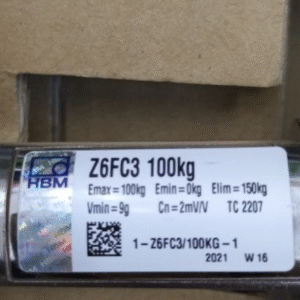 HBM
Z6FC3 100kg
Emax = 100kg Emin = 0kg Elim = 150kg
Vmin = 9g Cn = 2mV/V TC 2207
1-Z6FC3/100KG-1
2021 W 16